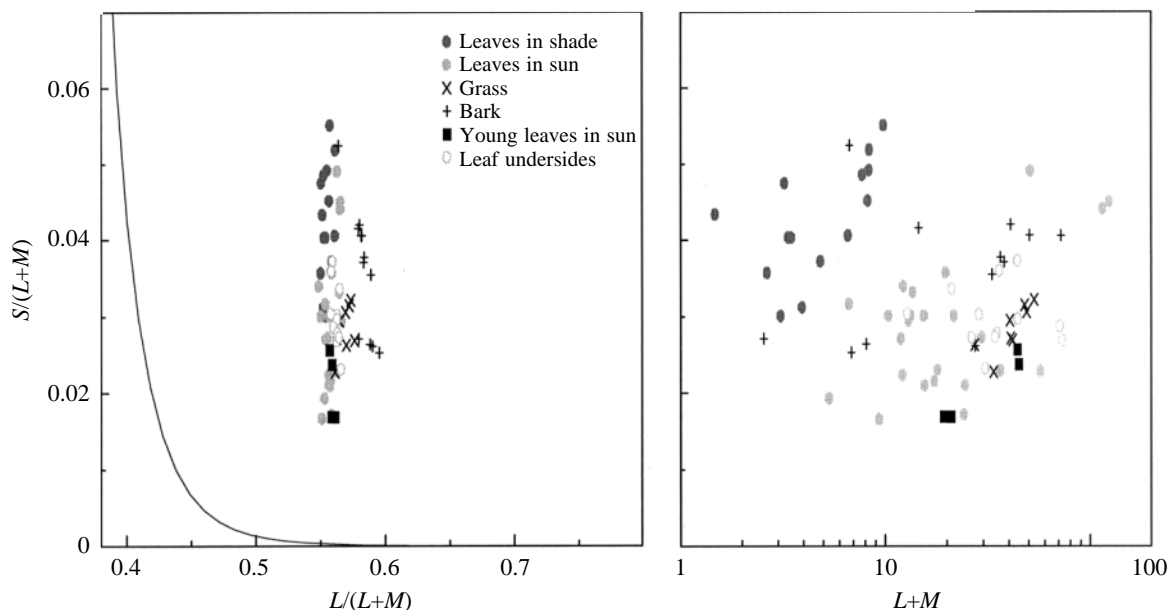 Leaves in shade
Leaves in sun
Grass
Bark
Young leaves in sun
Leaf undersides
0.06
0.04
0.02
0
S/(L+M)
0.4 0.5 0.6 0.7
L/(L+M)
1 10 100
L+M